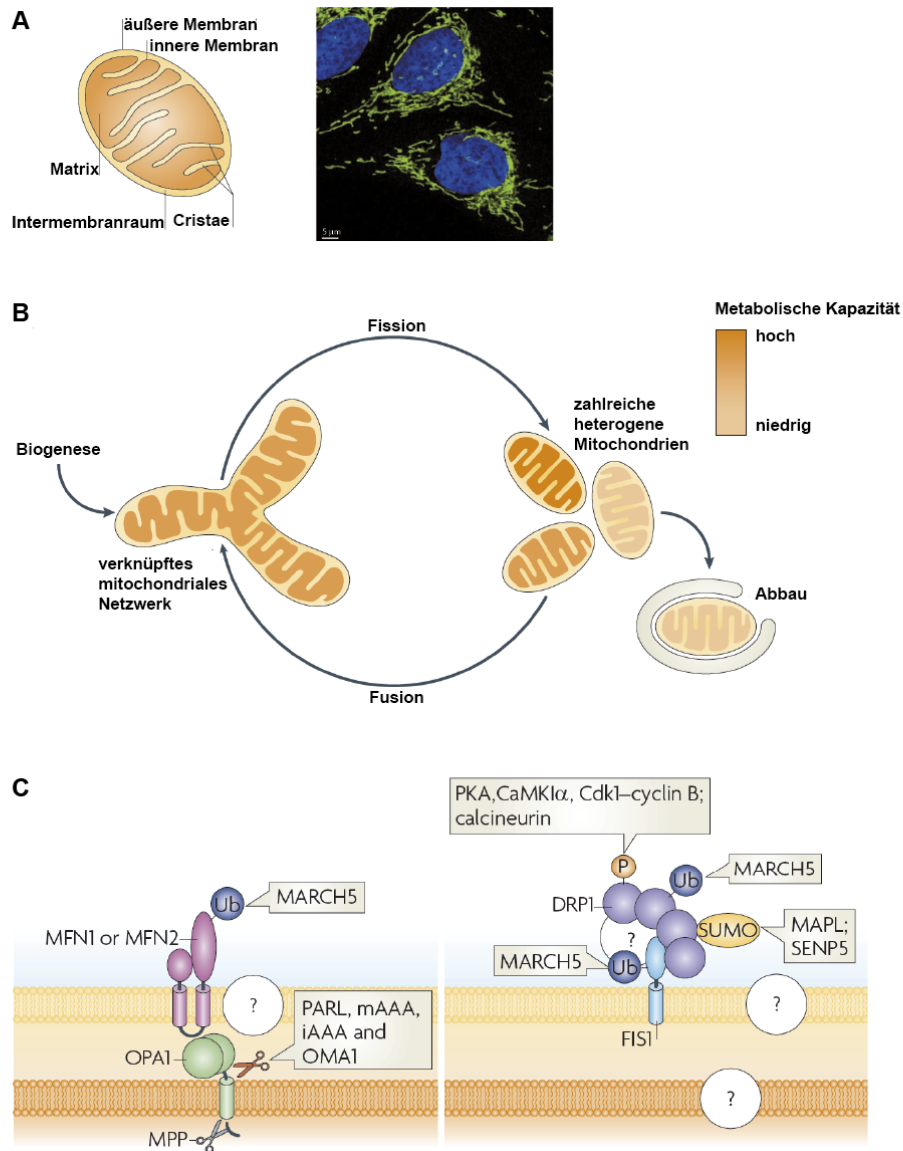 A
äußere Membran
innere Membran
Matrix
Intermembranraum
Cristae
5 µm
B
Metabolische Kapazität
hoch
niedrig
Fission
zahlreiche
heterogene
Mitochondrien
Biogenese
verknüpftes
mitochondriales
Netzwerk
Abbau
Fusion
C
PKA,CaMKIα, Cdk1–cyclin B;
calcineurin
P
Ub
MARCH5
MFN1 or MFN2
?
PARL, mAAA,
iAAA and
OMA1
OPA1
MPP
DRP1
Ub
MARCH5
?
SUMO
MAPL;
SENP5
MARCH5
Ub
?
FIS1
?